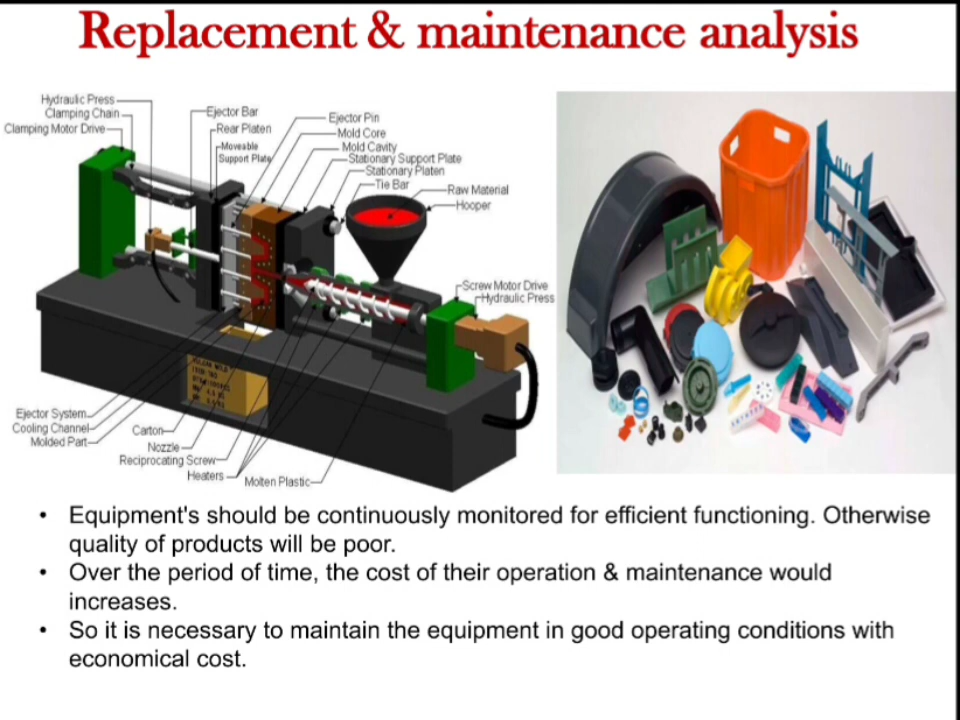 Replacement & maintenance analysis
Hydraulic Press
Clamping Chain
Clamping Motor Drive
Ejector Bar
Rear Platen
Moveable
Support Plate
Ejector Pin
Mold Core
Mold Cavity
Stationary Support Plate
Stationary Platen
Tie Bar
Raw Material
Hooper
Screw Motor Drive
Hydraulic Press
Ejector System
Cooling Channel
Molded Part
Carton
Nozzle
Reciprocating Screw
Heaters
Molten Plastic
• Equipment's should be continuously monitored for efficient functioning. Otherwise
quality of products will be poor.
• Over the period of time, the cost of their operation & maintenance would
increases.
• So it is necessary to maintain the equipment in good operating conditions with
economical cost.